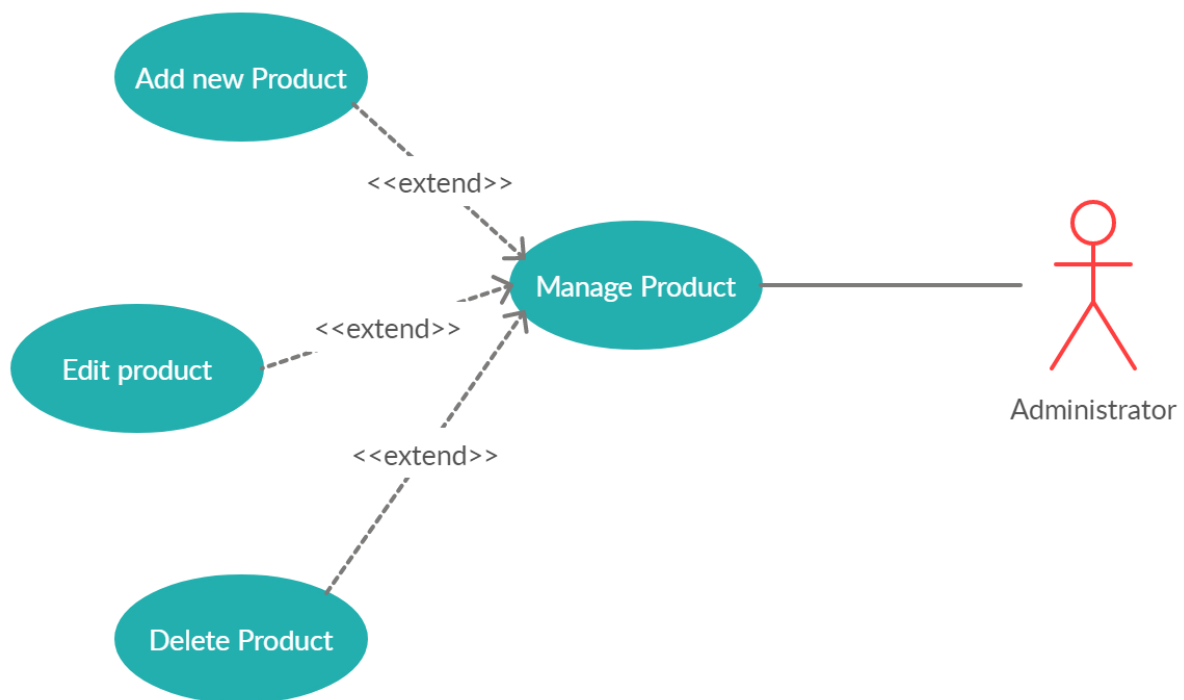 Add new Product
<<extend>>
Manage Product
<<extend>>
Edit product
Administrator
<<extend>>
Delete Product